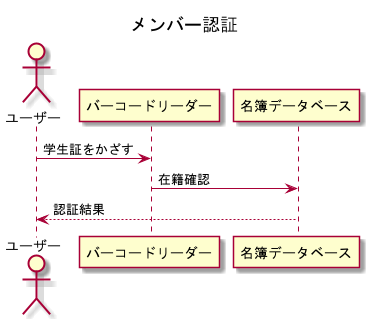 メンバー認証
ユーザー
バーコードリーダー
名簿データベース
学生証をかざす
在籍確認
認証結果
ユーザー
バーコードリーダー
名簿データベース